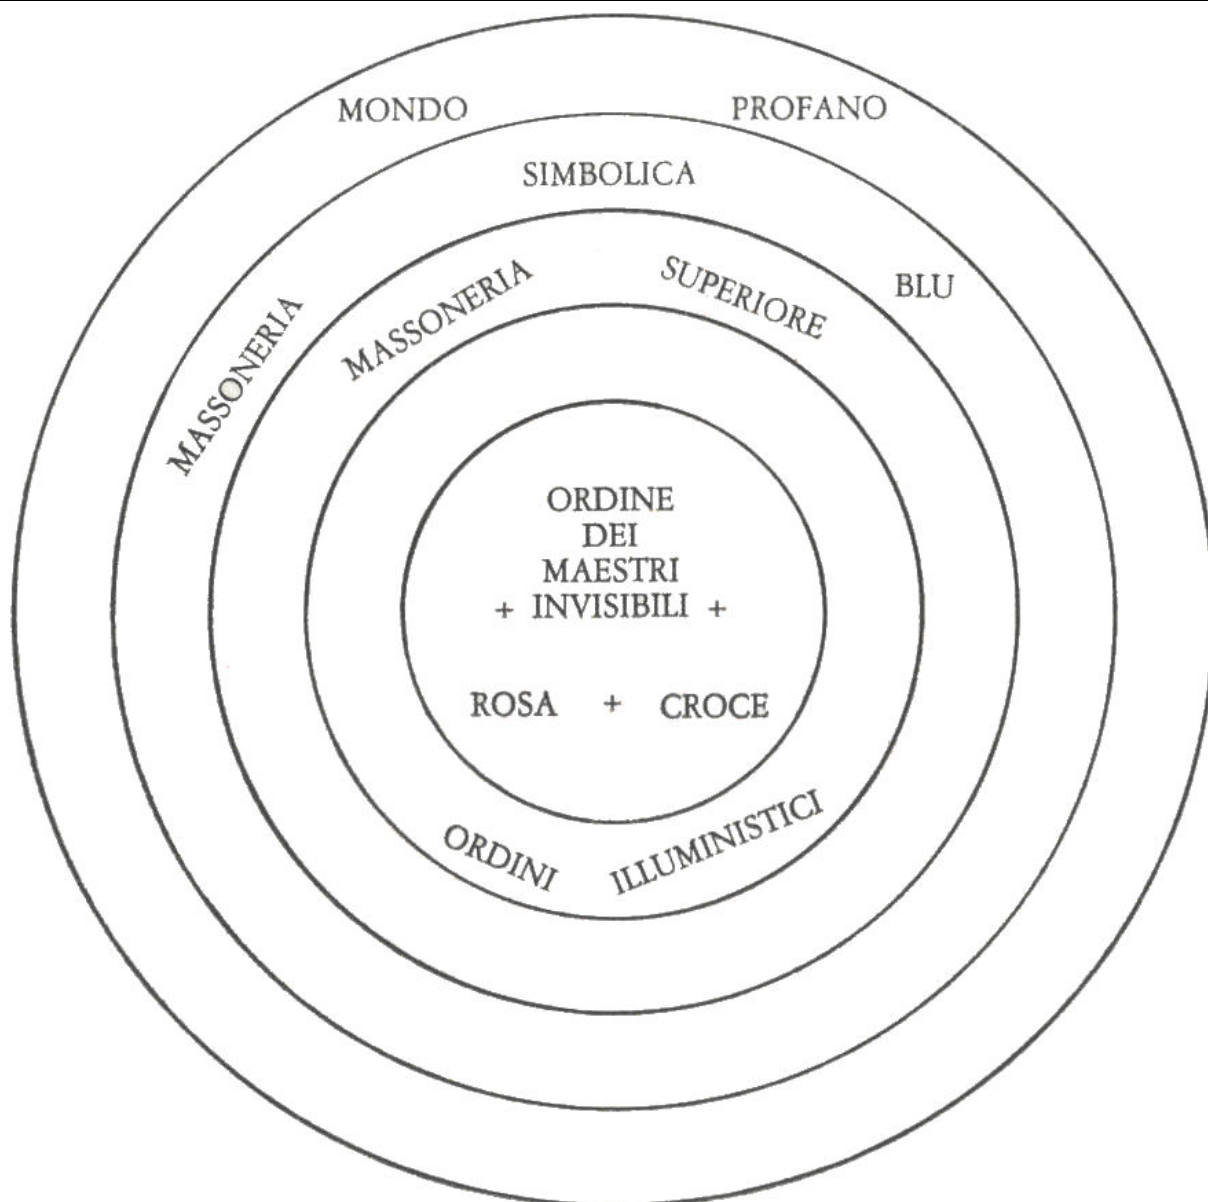 MONDO PROFANO
MASSONERIA SIMBOLICA BLU
MASSONERIA SUPERIORE
ORDINE
DEI
MAESTRI
+ INVISIBILI +
ROSA + CROCE
ORDINI ILLUMINISTICI